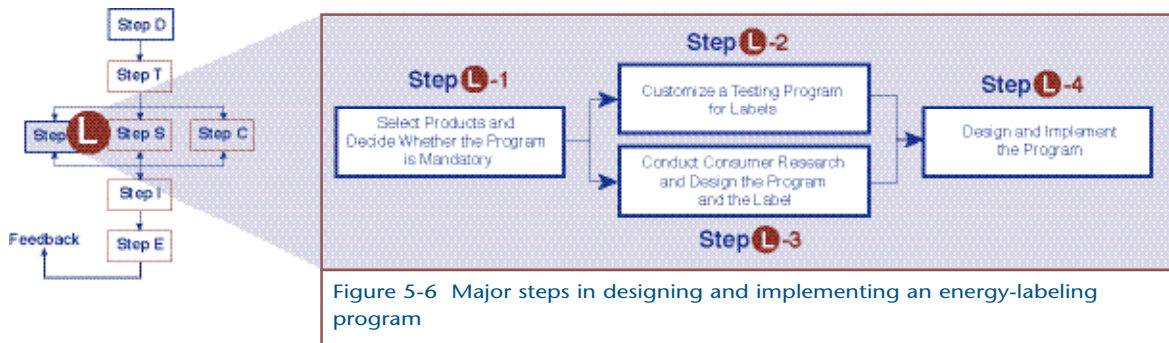 Step D
Step T
Step L
Step S
Step C
Step I
Step E
Feedback
Step L-1
Select Products and
Decide Whether the Program
is Mandatory
Step L-2
Customize a Testing Program
for Labels
Conduct Consumer Research
and Design the Program
and the Label
Step L-3
Step L-4
Design and Implement
the Program
Figure 5-6 Major steps in designing and implementing an energy-labeling
program